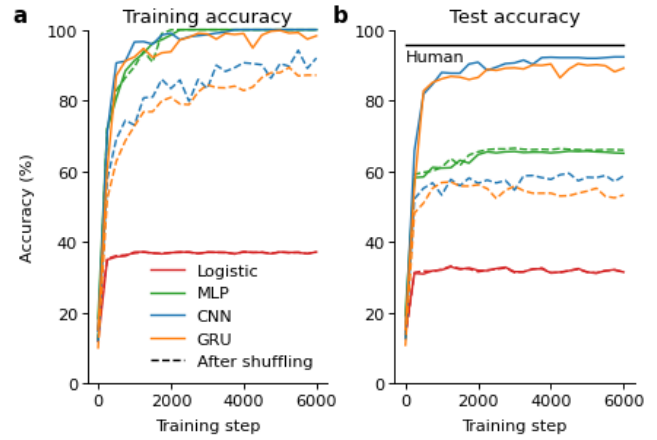 a
Training accuracy
100
80
60
40
20
0
Accuracy (%)
Logistic
MLP
CNN
GRU
After shuffling
0
2000
4000
6000
Training step
b
Test accuracy
100
Human
80
60
40
20
0
0
2000
4000
6000
Training step